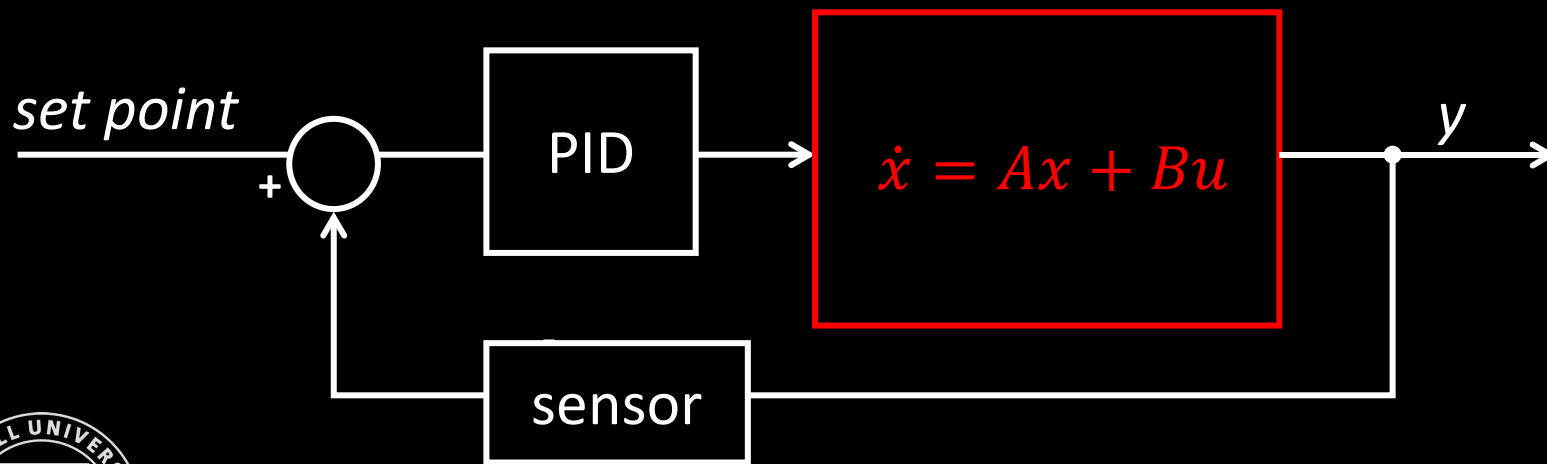 set point
+
PID
ẋ = Ax + Bu
y
sensor